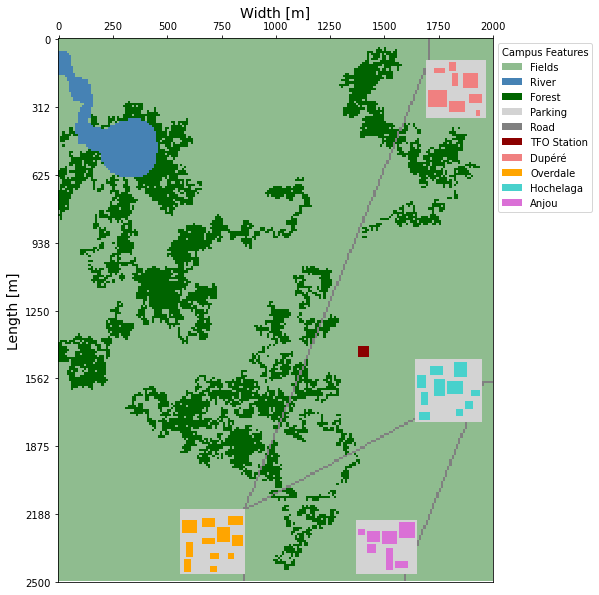 Width [m]
0 250 500 750 1000 1250 1500 1750 2000
Length [m]
0
312
625
938
1250
1562
1875
2188
2500
Campus Features
Fields
River
Forest
Parking
Road
TFO Station
Dupéré
Overdale
Hochelaga
Anjou